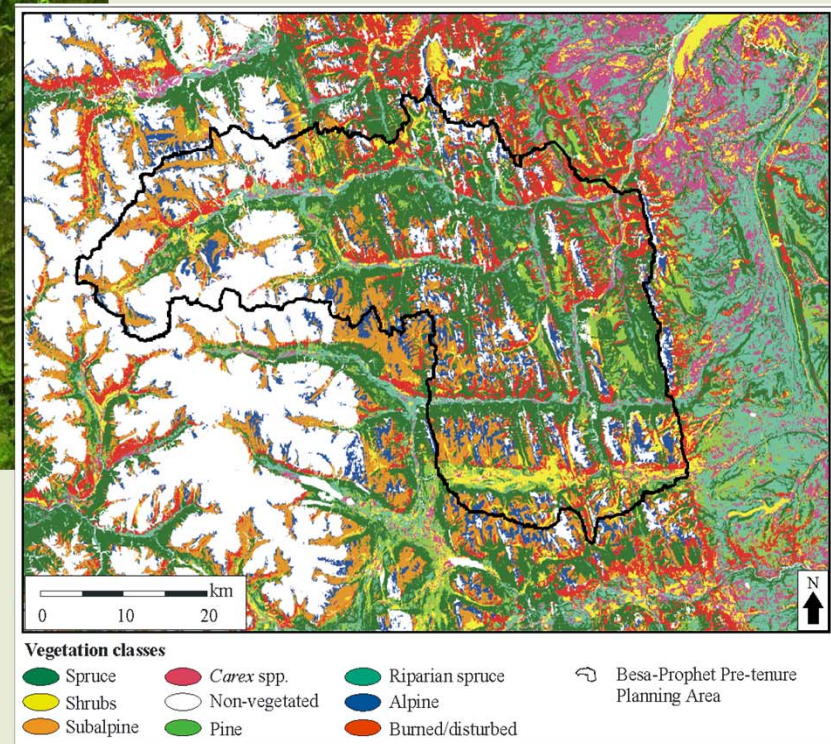 N
km
0 10 20
Vegetation classes
Spruce Carex spp. Riparian spruce Besa-Prophet Pre-tenure
Shrubs Non-vegetated Alpine Planning Area
Subalpine Pine Burned/disturbed